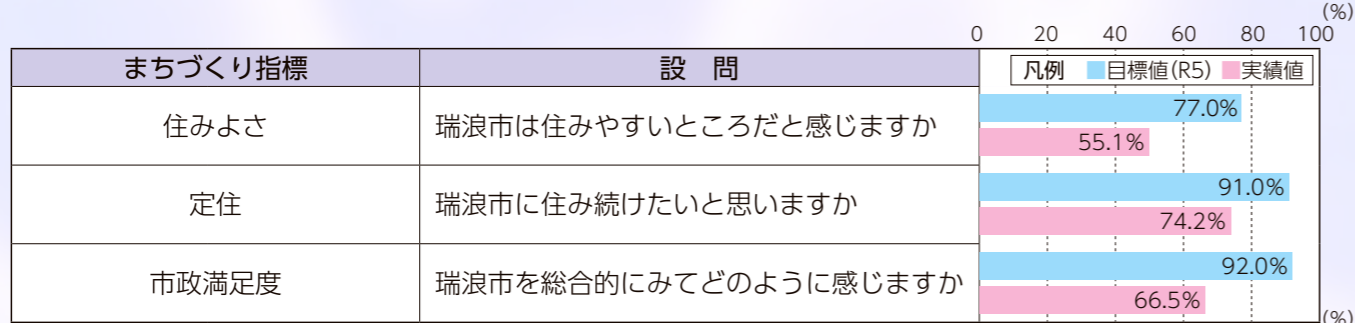 (%)
0 20 40 60 80 100
まちづくり指標 設 問 凡例 目標値(R5) 実績値
住みよさ 瑞浪市は住みやすいところだと感じますか 77.0%
55.1%
定住 瑞浪市に住み続けたいと思いますか 91.0%
74.2%
市政満足度 瑞浪市を総合的にみてどのように感じますか 92.0%
66.5%
(%)